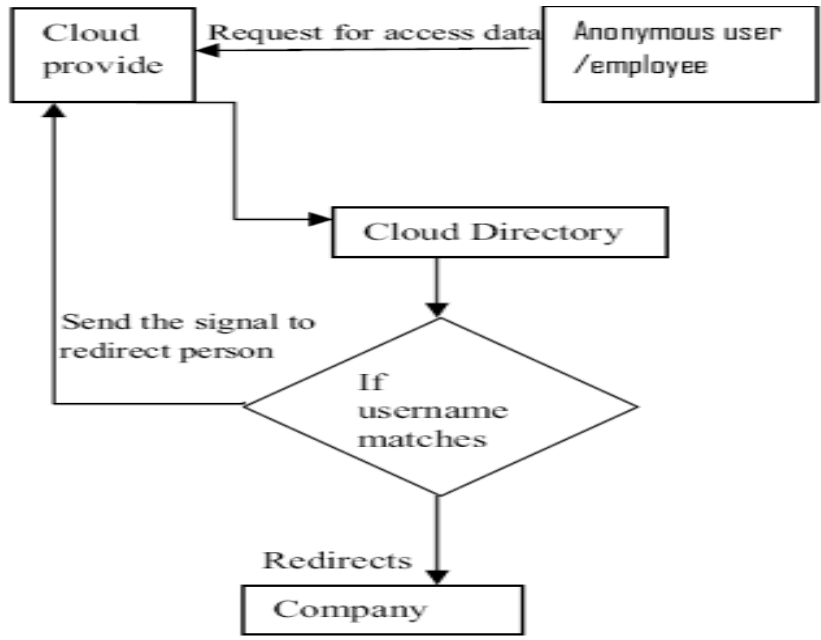 Cloud
provide
Request for access data
Anonymous user
/employee
Cloud Directory
Send the signal to
redirect person
If
username
matches
Redirects
Company